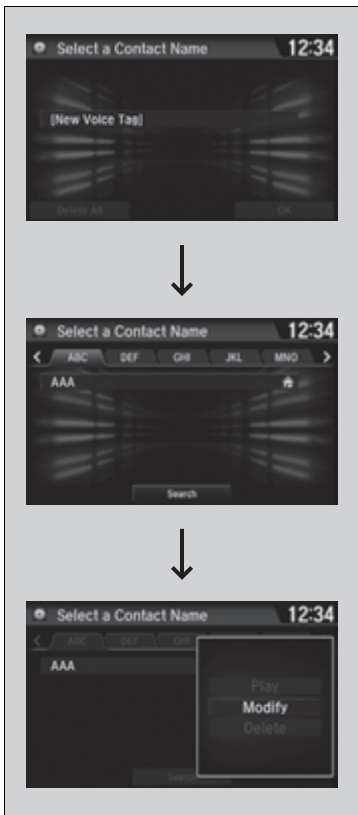 Select a Contact Name 12:34
[New Voice Tag]
Delete All OK
Select a Contact Name 12:34
< ABC DEF GHI JKL MNO >
AAA
Search
Select a Contact Name 12:34
< ABC DEF GHI
AAA
Play
Modify
Delete
Search